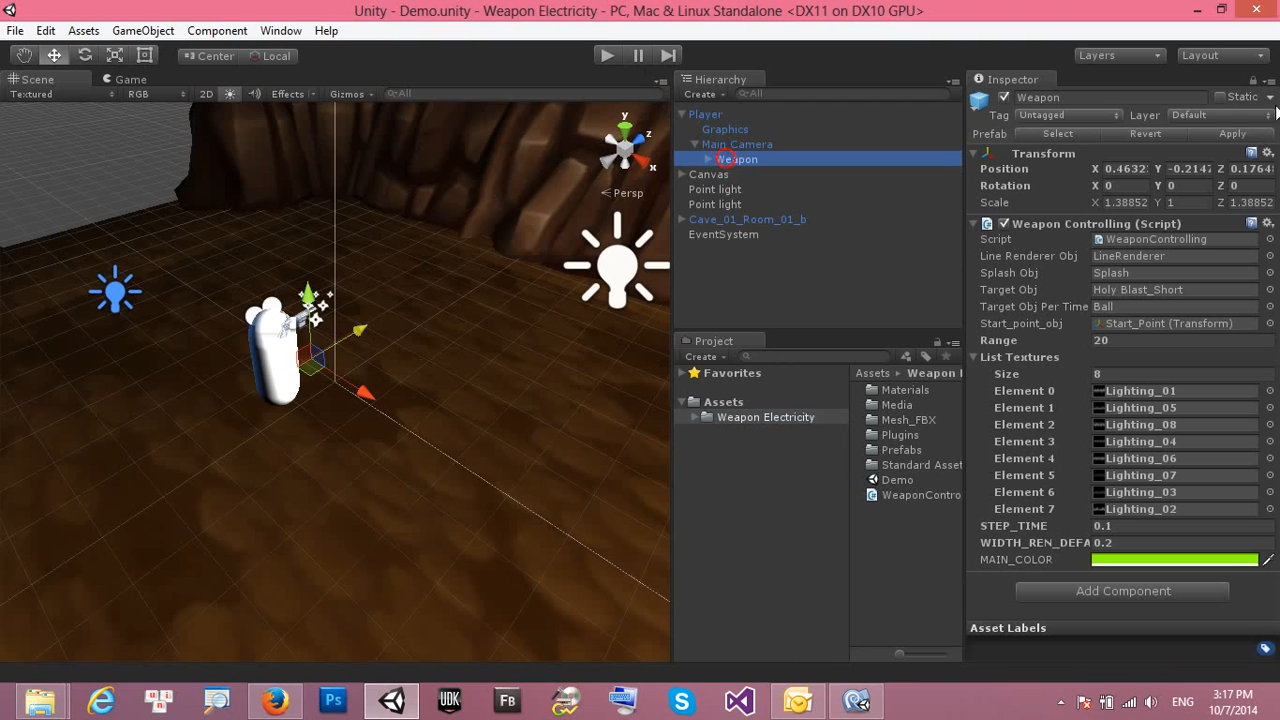 Unity - Demo.unity - Weapon Electricity - PC, Mac & Linux Standalone <DX11 on DX10 GPU>
File Edit Assets GameObject Component Window Help
Center Local Layers Layout
Scene Game
Textured RGB 2D Effects Gizmos All
y
z
x
Persp
Hierarchy
Create All
Player
Graphics
Main Camera
Weapon
Canvas
Point light
Point light
Cave_01_Room_01_b
EventSystem
Project
Create
Favorites
Assets
Weapon Electricity
Assets Weapon
Materials
Media
Mesh_FBX
Plugins
Prefabs
Standard Asset
Demo
WeaponContro
Inspector
Weapon Static
Tag Untagged Layer Default
Prefab Select Revert Apply
Transform
Position X 0.4632 Y -0.2147 Z 0.1764
Rotation X 0 Y 0 Z 0
Scale X 1.38852 Y 1 Z 1.38852
Weapon Controlling (Script)
Script WeaponControlling
Line Renderer Obj LineRenderer
Splash Obj Splash
Target Obj Holy Blast_Short
Target Obj Per Time Ball
Start_point_obj Start_Point (Transform)
Range 20
List Textures
Size 8
Element 0 Lighting_01
Element 1 Lighting_05
Element 2 Lighting_08
Element 3 Lighting_04
Element 4 Lighting_06
Element 5 Lighting_07
Element 6 Lighting_03
Element 7 Lighting_02
STEP_TIME 0.1
WIDTH_REN_DEFA 0.2
MAIN_COLOR
Add Component
Asset Labels
Ps
UDK
FB
ENG
3:17 PM
10/7/2014